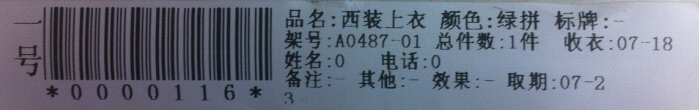 一号
*0000116*
品名:西装上衣 颜色:绿拼 标牌:-
架号:A0487-01 总件数:1件 收衣:07-18
姓名:0 电话:0
备注:- 其他:- 效果:- 取期:07-2
3